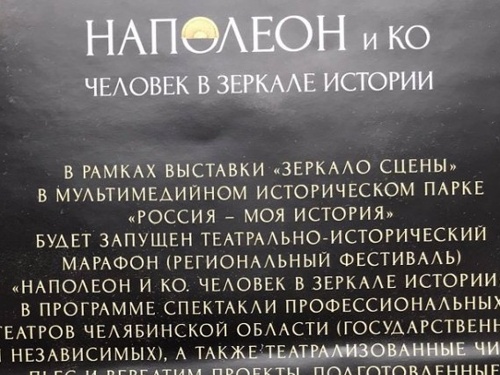 НАПОЛЕОН И КО
ЧЕЛОВЕК В ЗЕРКАЛЕ ИСТОРИИ
В РАМКАХ ВЫСТАВКИ «ЗЕРКАЛО СЦЕНЫ»
В МУЛЬТИМЕДИЙНОМ ИСТОРИЧЕСКОМ ПАРКЕ
«РОССИЯ – МОЯ ИСТОРИЯ»
БУДЕТ ЗАПУЩЕН ТЕАТРАЛЬНО-ИСТОРИЧЕСКИЙ
МАРАФОН (РЕГИОНАЛЬНЫЙ ФЕСТИВАЛЬ)
«НАПОЛЕОН И КО. ЧЕЛОВЕК В ЗЕРКАЛЕ ИСТОРИИ
В ПРОГРАММЕ СПЕКТАКЛИ ПРОФЕССИОНАЛЬНЫХ
ТЕАТРОВ ЧЕЛЯБИНСКОЙ ОБЛАСТИ (ГОСУДАРСТВЕН
И НЕЗАВИСИМЫХ), А ТАКЖЕ ТЕАТРАЛИЗОВАННЫЕ ЧИ
ПЬЕС И ВЕРБАТИМ ПРОЕКТЫ, ПОДГОТОВЛЕННЫЕ